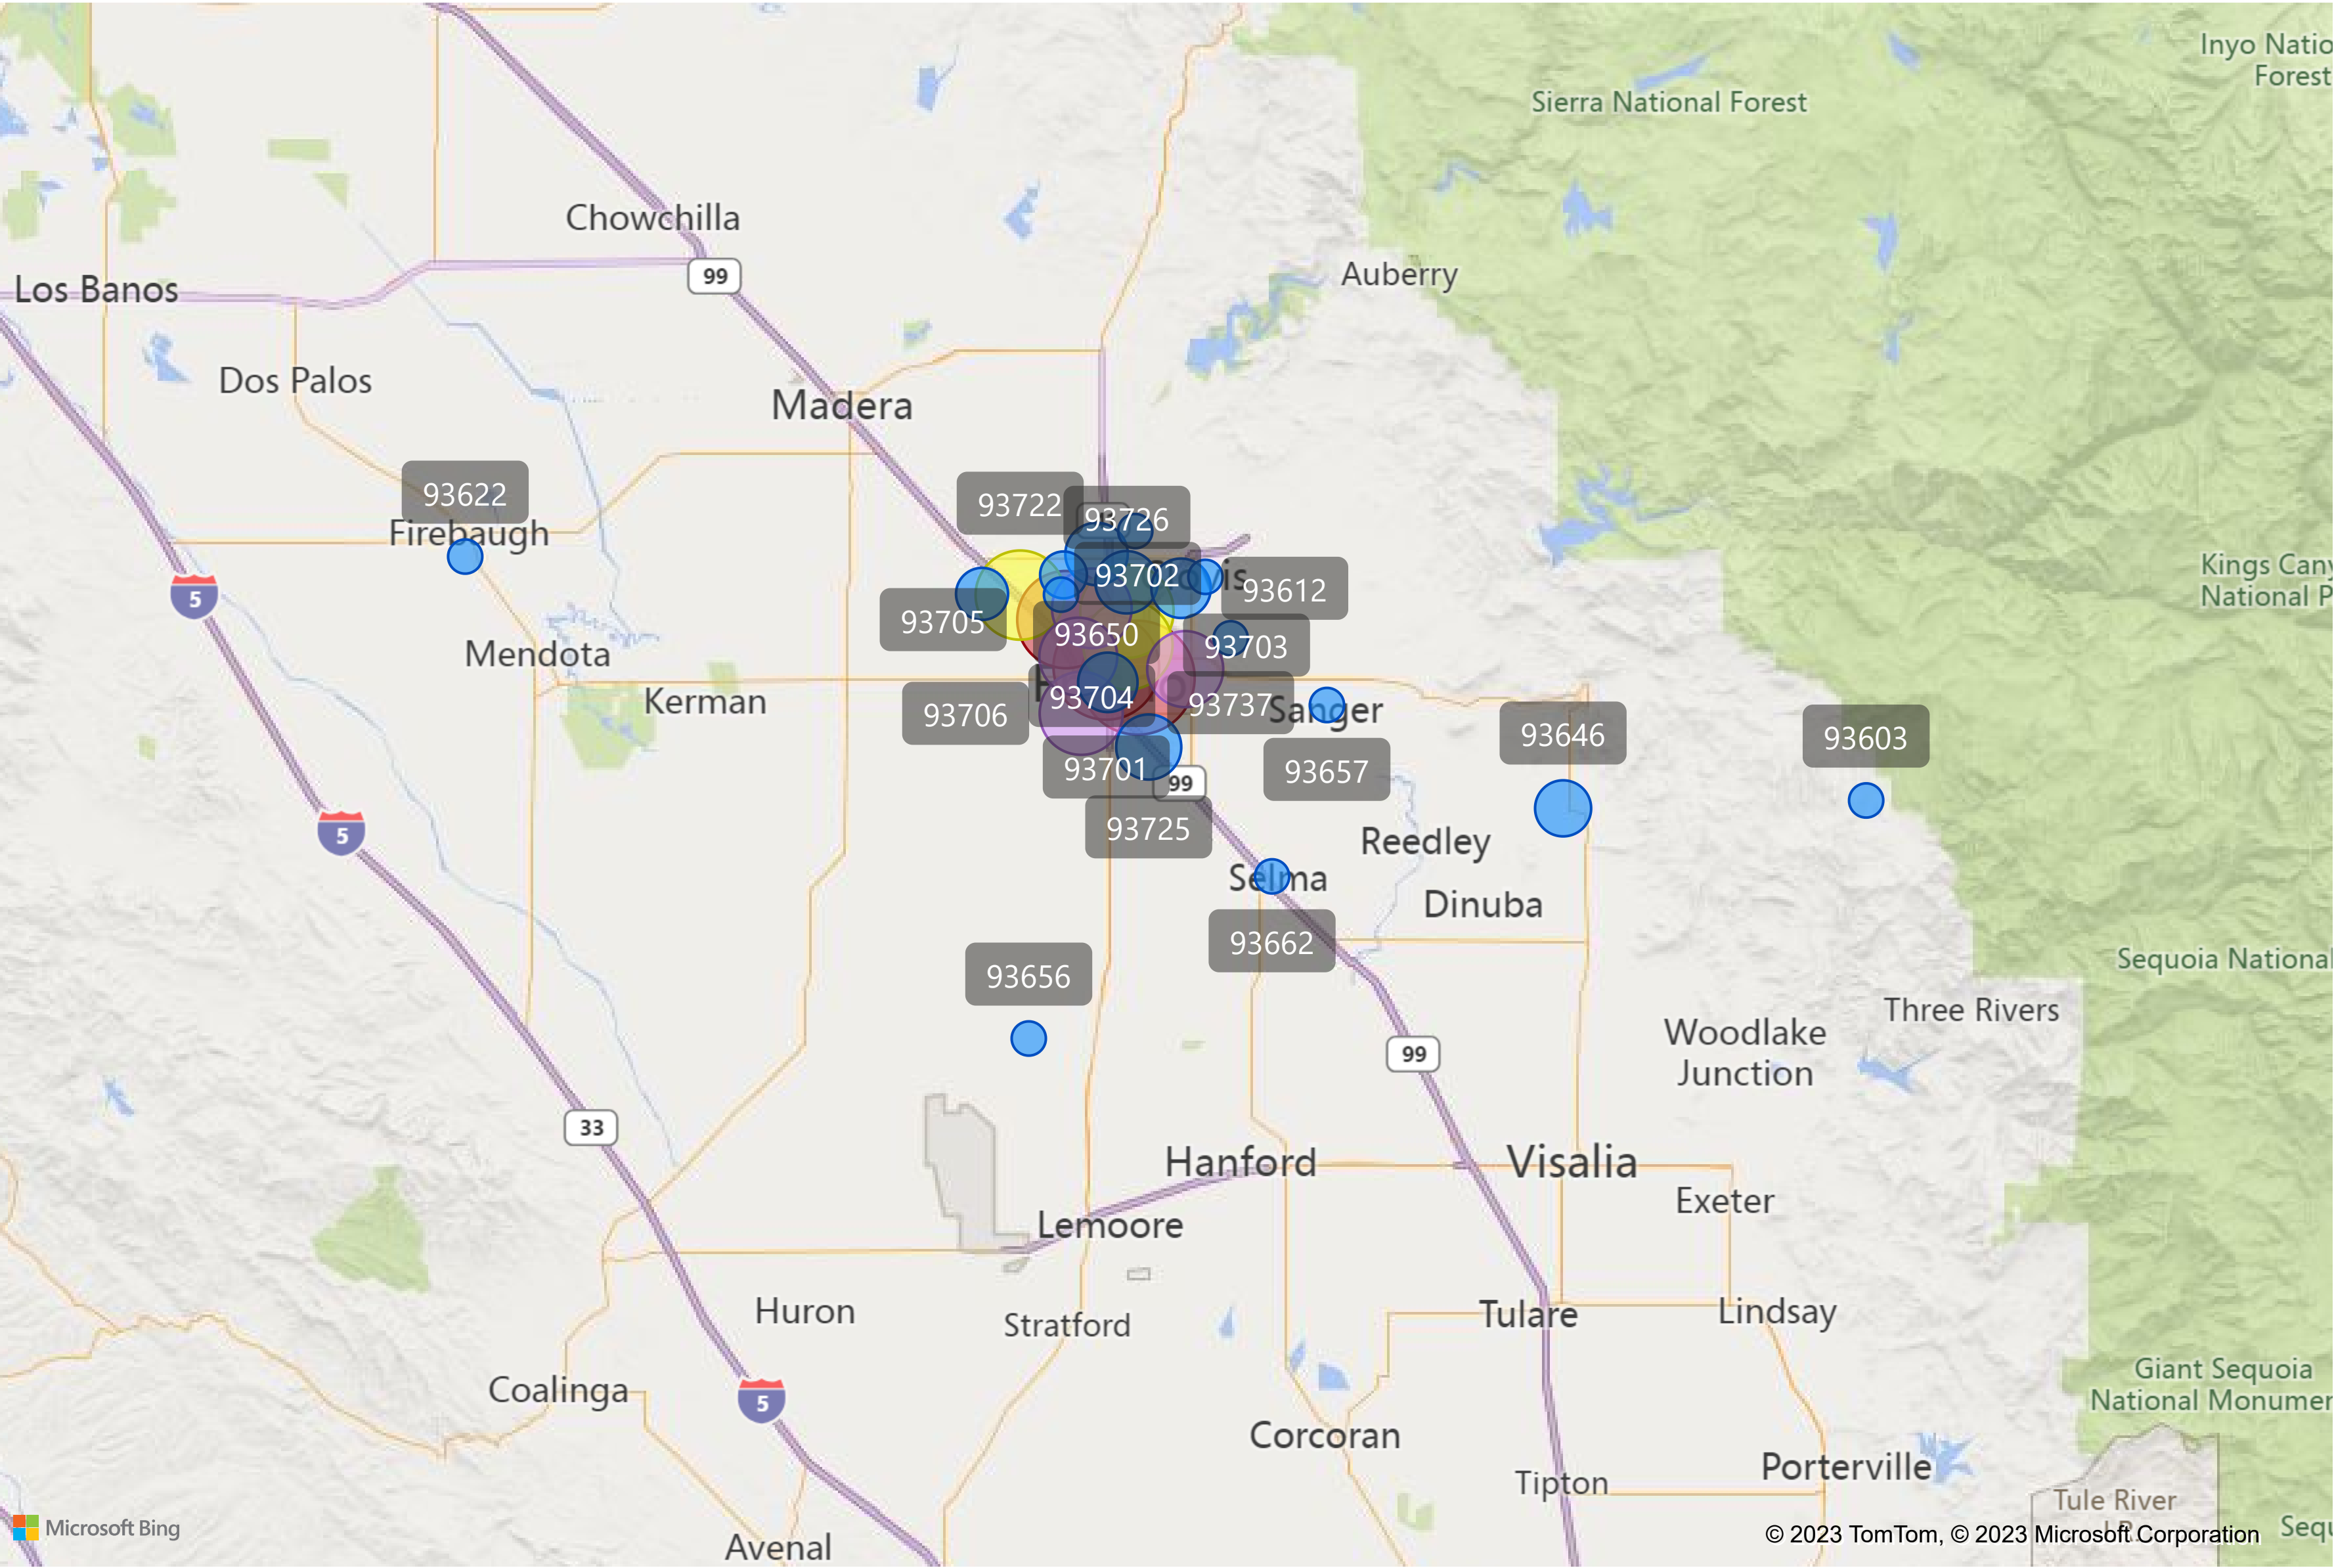 Inyo Natio
Forest
Sierra National Forest
Chowchilla
99
Auberry
Los Banos
Dos Palos
Madera
93622
93722
93726
Firebaugh
93702
vis
93612
5
Kings Cany
National P
93705
93650
93703
Mendota
Kerman
93706
93704
93737
Sanger
93646
93603
93701
99
93657
5
93725
Reedley
Selma
Dinuba
93662
93656
Sequoia National
Three Rivers
Woodlake
Junction
99
33
Hanford
Visalia
Exeter
Lemoore
Huron
Stratford
Tulare
Lindsay
Coalinga
5
Giant Sequoia
National Monumen
Corcoran
Porterville
Tipton
Tule River
Microsoft Bing
© 2023 TomTom, © 2023 Microsoft Corporation
Sequ
Avenal